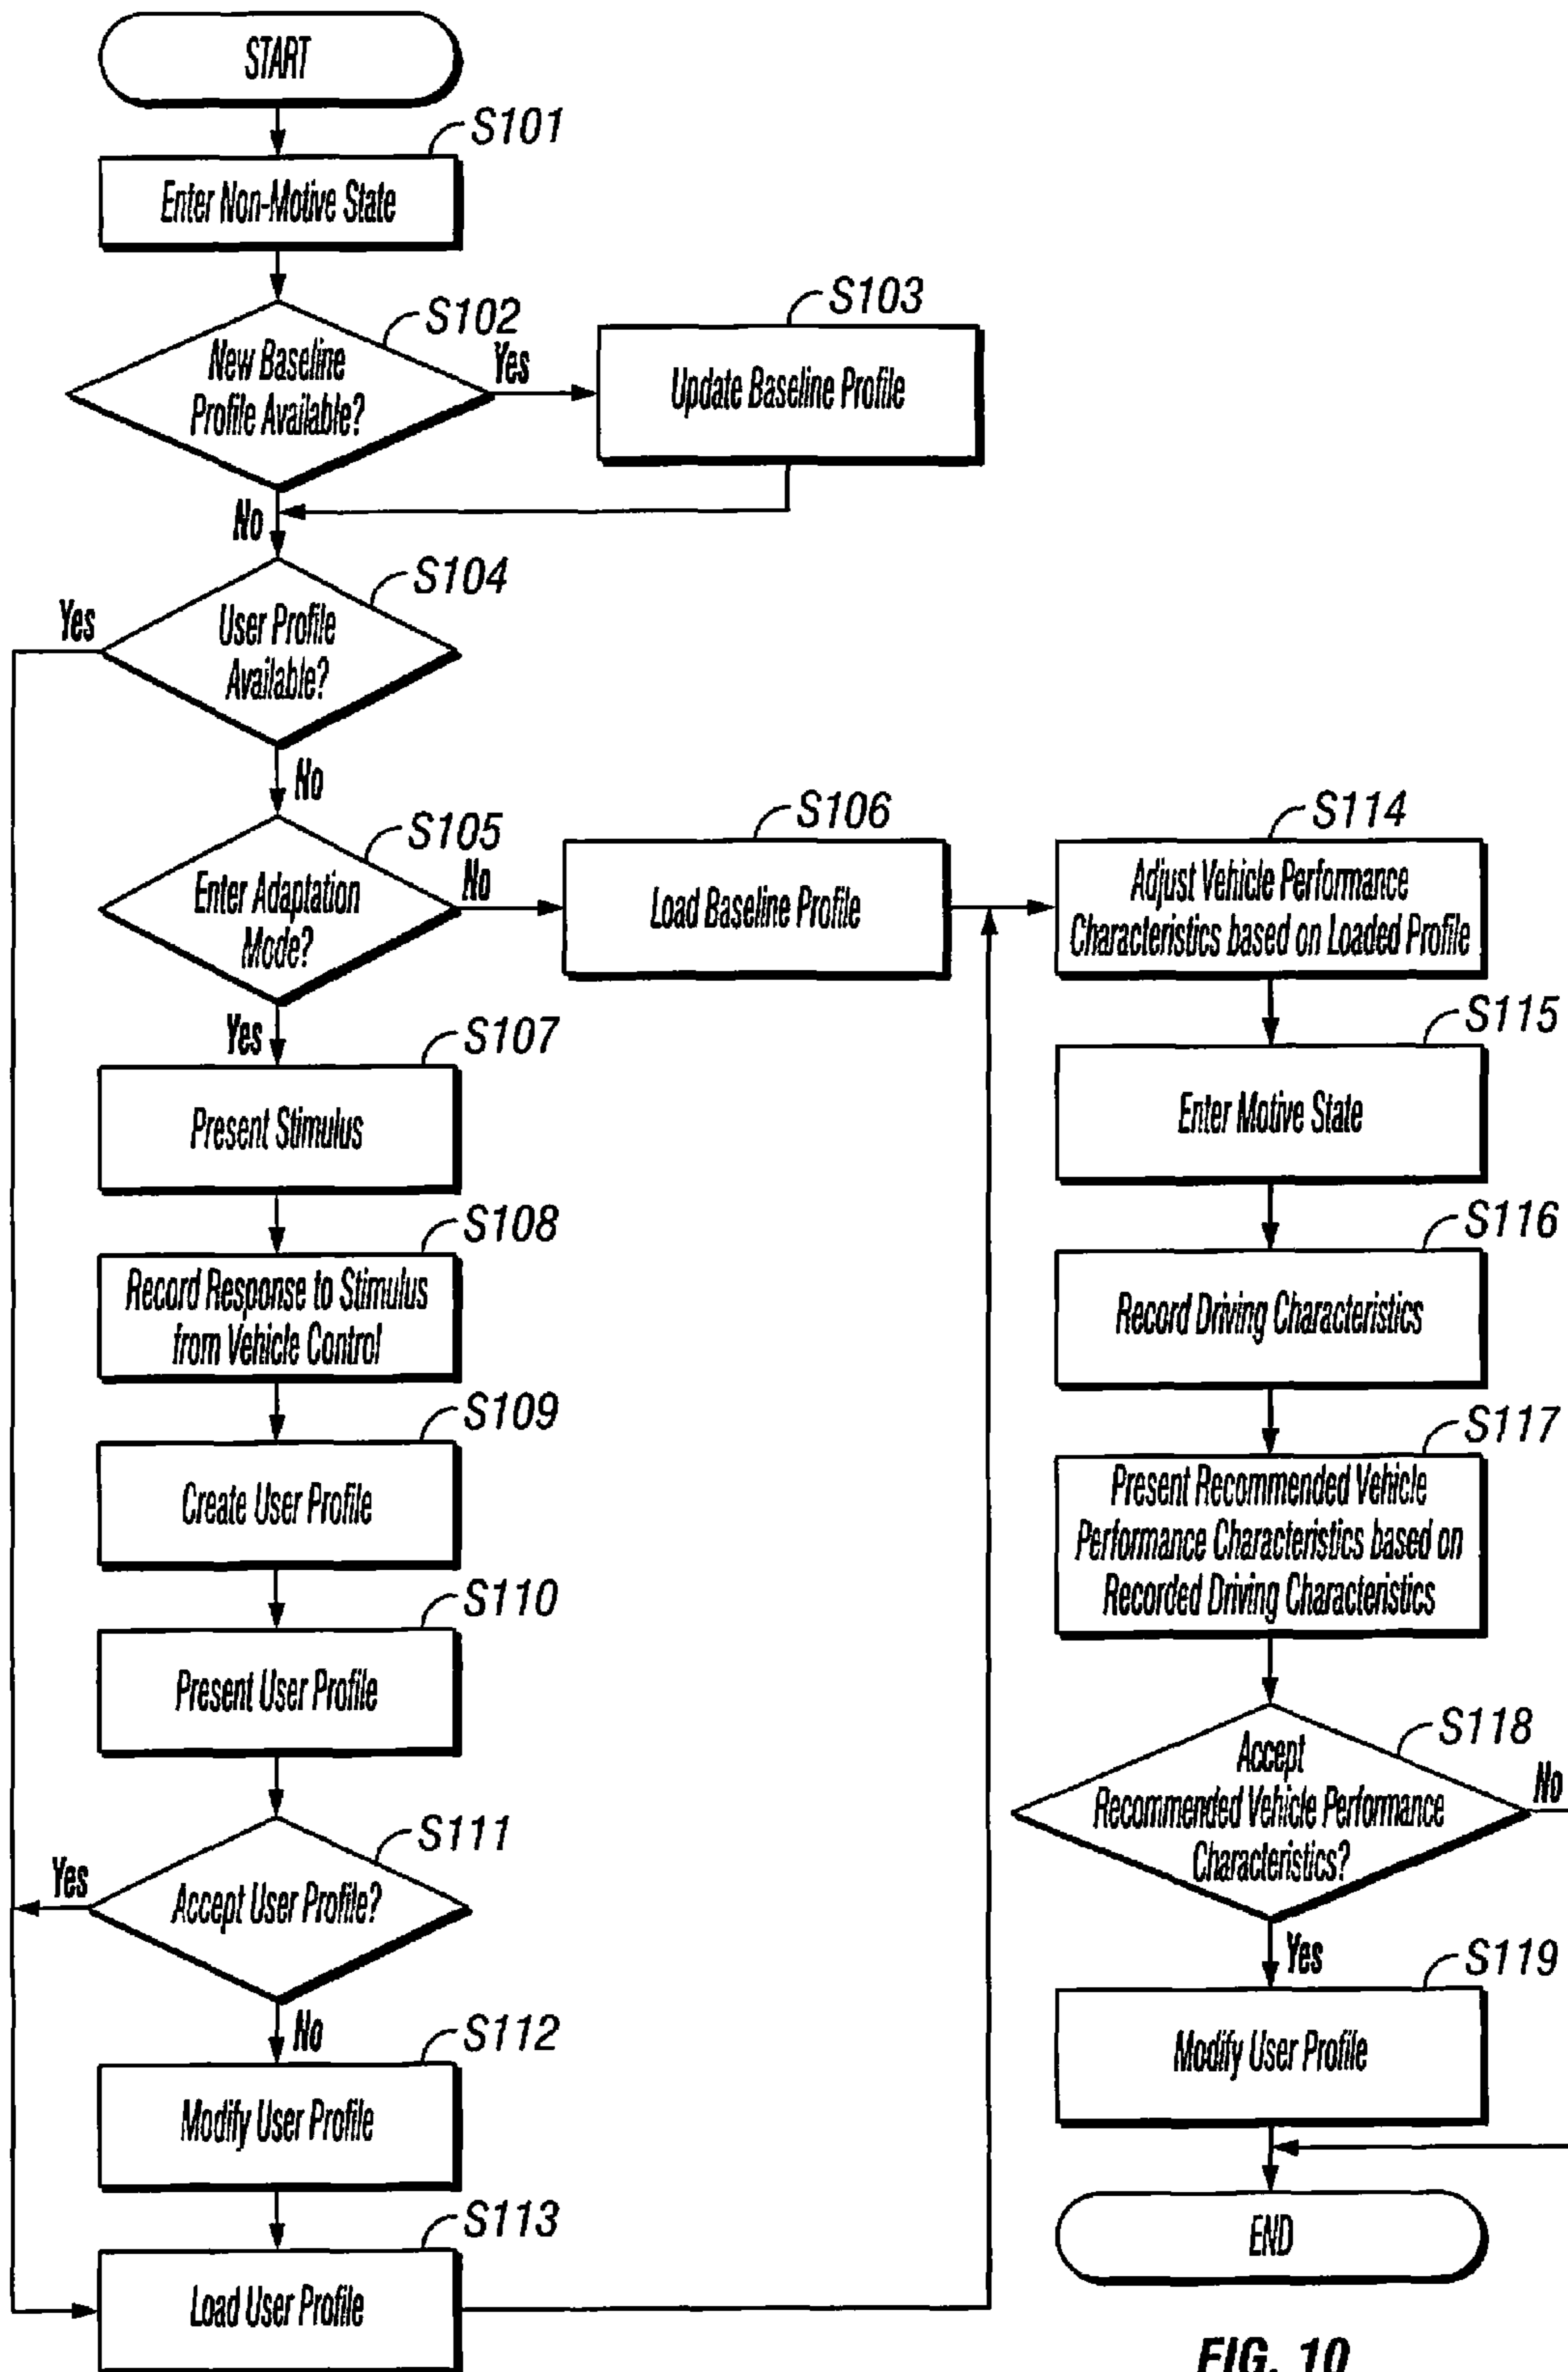 START
S101
Enter Non-Motive State
S102
New Baseline
Profile Available?
Yes
S103
Update Baseline Profile
No
S104
User Profile
Available?
Yes
No
S105
Enter Adaptation
Mode?
No
S106
Load Baseline Profile
Yes
S107
Present Stimulus
S108
Record Response to Stimulus
from Vehicle Control
S109
Create User Profile
S110
Present User Profile
S111
Accept User Profile?
Yes
No
S112
Modify User Profile
S113
Load User Profile
S114
Adjust Vehicle Performance
Characteristics based on Loaded Profile
S115
Enter Motive State
S116
Record Driving Characteristics
S117
Present Recommended Vehicle
Performance Characteristics based on
Recorded Driving Characteristics
S118
Accept
Recommended Vehicle Performance
Characteristics?
No
Yes
S119
Modify User Profile
END
FIG. 10